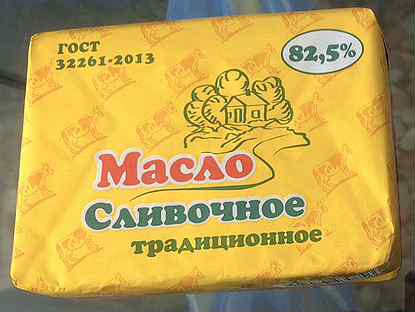 ГОСТ
32261-2013
82,5%
Масло
Сливочное
традиционное